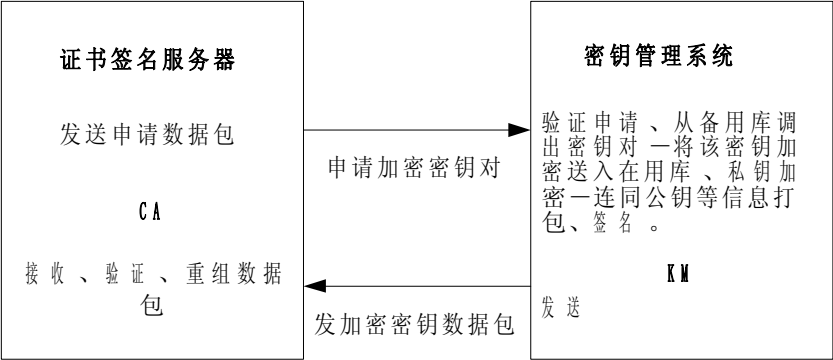 证书签名服务器
发送申请数据包
CA
接收、验证、重组数据
包
申请加密密钥对
发加密密钥数据包
密钥管理系统
验证申请、从备用库调
出密钥对—将该密钥加
密送入在用库、私钥加
密—连同公钥等信息打
包、签名。
KM
发送